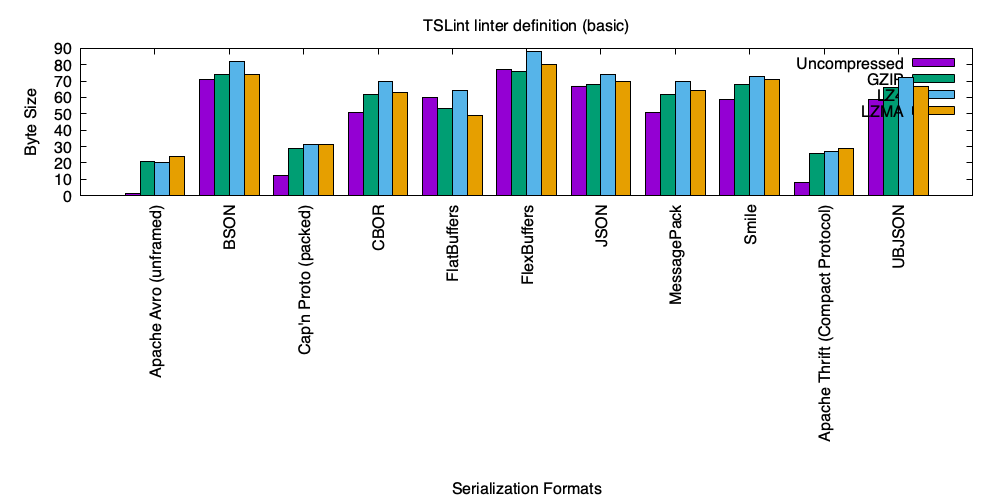 TSLint linter definition (basic)
90
80
70
60
50
40
30
20
10
0
Byte Size
Uncompressed
GZIP
LZ4
LZMA
Apache Avro (unframed)
BSON
Cap'n Proto (packed)
CBOR
FlatBuffers
FlexBuffers
JSON
MessagePack
Smile
Apache Thrift (Compact Protocol)
UBJSON
Serialization Formats